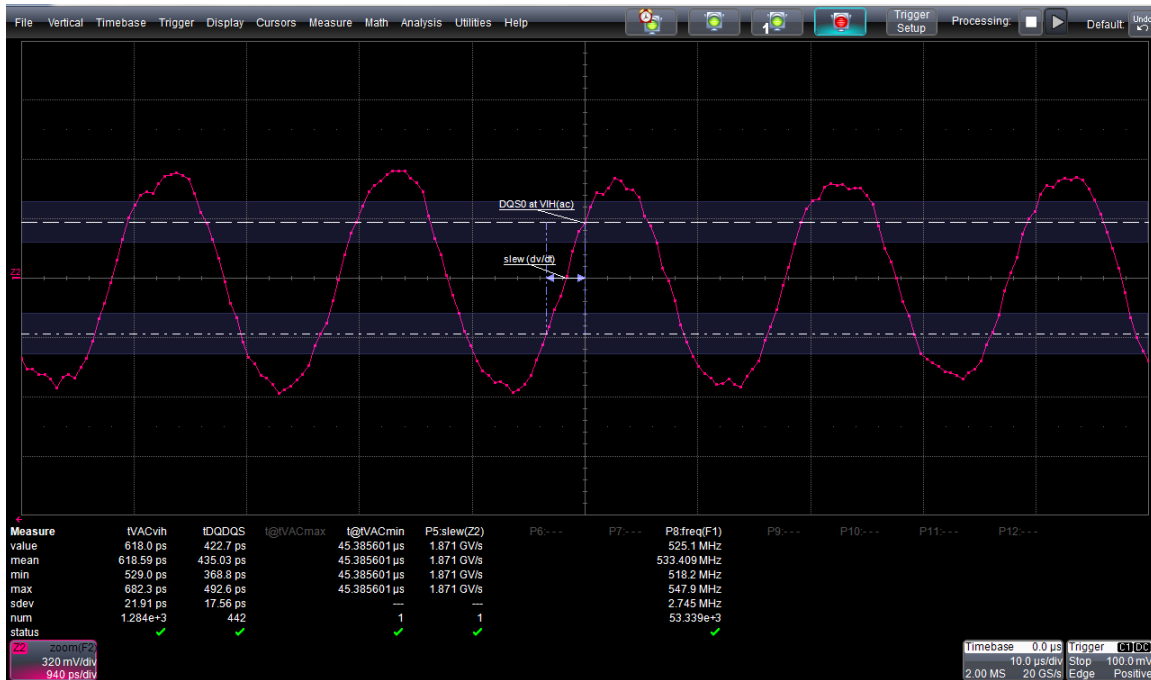 File Vertical Timebase Trigger Display Cursors Measure Math Analysis Utilities Help 1 Trigger Setup Processing: Default: Undo
DQS0 at VIH(ac)
slew (dv/dt)
Z2
Measure tVACvih tDQDQS t@tVACmax t@tVACmin P5:slew(Z2) P6:--- P7:--- P8:freq(F1) P9:--- P10:--- P11:--- P12:---
value 618.0 ps 422.7 ps 45.385601 µs 1.871 GV/s 525.1 MHz
mean 618.59 ps 435.03 ps 45.385601 µs 1.871 GV/s 533.409 MHz
min 529.0 ps 368.8 ps 45.385601 µs 1.871 GV/s 518.2 MHz
max 682.3 ps 492.6 ps 45.385601 µs 1.871 GV/s 547.9 MHz
sdev 21.91 ps 17.56 ps --- --- 2.745 MHz
num 1.284e+3 442 1 1 53.339e+3
status
Z2 zoom(F2)
320 mV/div
940 ps/div
Timebase 0.0 µs
10.0 µs/div
2.00 MS 20 GS/s
Trigger C1 DC
Stop 100.0 mV
Edge Positive